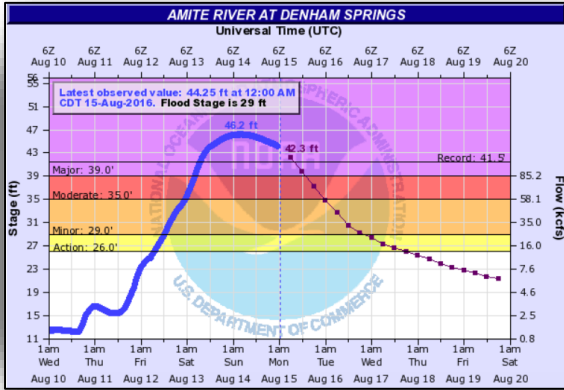 AMITE RIVER AT DENHAM SPRINGS
Universal Time (UTC)
6Z 6Z 6Z 6Z 6Z 6Z 6Z 6Z 6Z 6Z 6Z
Aug 10 Aug 11 Aug 12 Aug 13 Aug 14 Aug 15 Aug 16 Aug 17 Aug 18 Aug 19 Aug 20
56
55
Latest observed value: 44.25 ft at 12:00 AM
CDT 15-Aug-2016. Flood Stage is 29 ft
51
46.2 ft
47
42.3 ft
43
Record: 41.5'
Major: 39.0'
39 85.2
Moderate: 35.0'
35 58.1
31 35.0
Minor: 29.0'
27 16.0
Action: 26.0'
23 7.6
19 4.6
15 2.5
11 0.8
Stage (ft)
Flow (kcfs)
NATIONAL OCEANIC AND ATMOSPHERIC ADMINISTRATION
NOAA
U.S. DEPARTMENT OF COMMERCE
1am 1am 1am 1am 1am 1am 1am 1am 1am 1am 1am
Wed Thu Fri Sat Sun Mon Tue Wed Thu Fri Sat
Aug 10 Aug 11 Aug 12 Aug 13 Aug 14 Aug 15 Aug 16 Aug 17 Aug 18 Aug 19 Aug 20